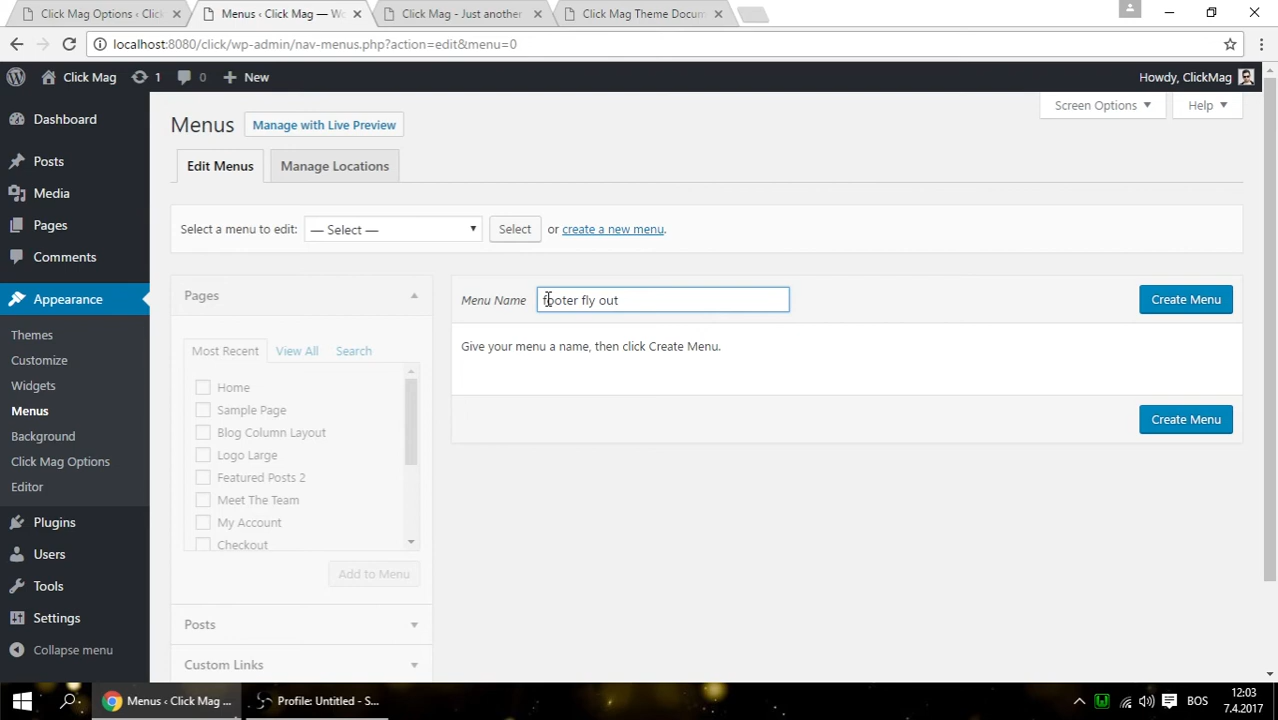 Click Mag Options ‹ Click
Menus ‹ Click Mag — Wo
Click Mag - Just another
Click Mag Theme Docum
localhost:8080/click/wp-admin/nav-menus.php?action=edit&menu=0
Click Mag
1
0
New
Howdy, ClickMag
Screen Options
Help
Dashboard
Posts
Media
Pages
Comments
Appearance
Themes
Customize
Widgets
Menus
Background
Click Mag Options
Editor
Plugins
Users
Tools
Settings
Collapse menu
Menus
Manage with Live Preview
Edit Menus
Manage Locations
Select a menu to edit:
— Select —
Select
or create a new menu.
Pages
Most Recent
View All
Search
Home
Sample Page
Blog Column Layout
Logo Large
Featured Posts 2
Meet The Team
My Account
Checkout
Add to Menu
Posts
Custom Links
Menu Name
footer fly out
Create Menu
Give your menu a name, then click Create Menu.
Create Menu
Menus ‹ Click Mag ...
Profile: Untitled - S...
BOS
12:03
7.4.2017